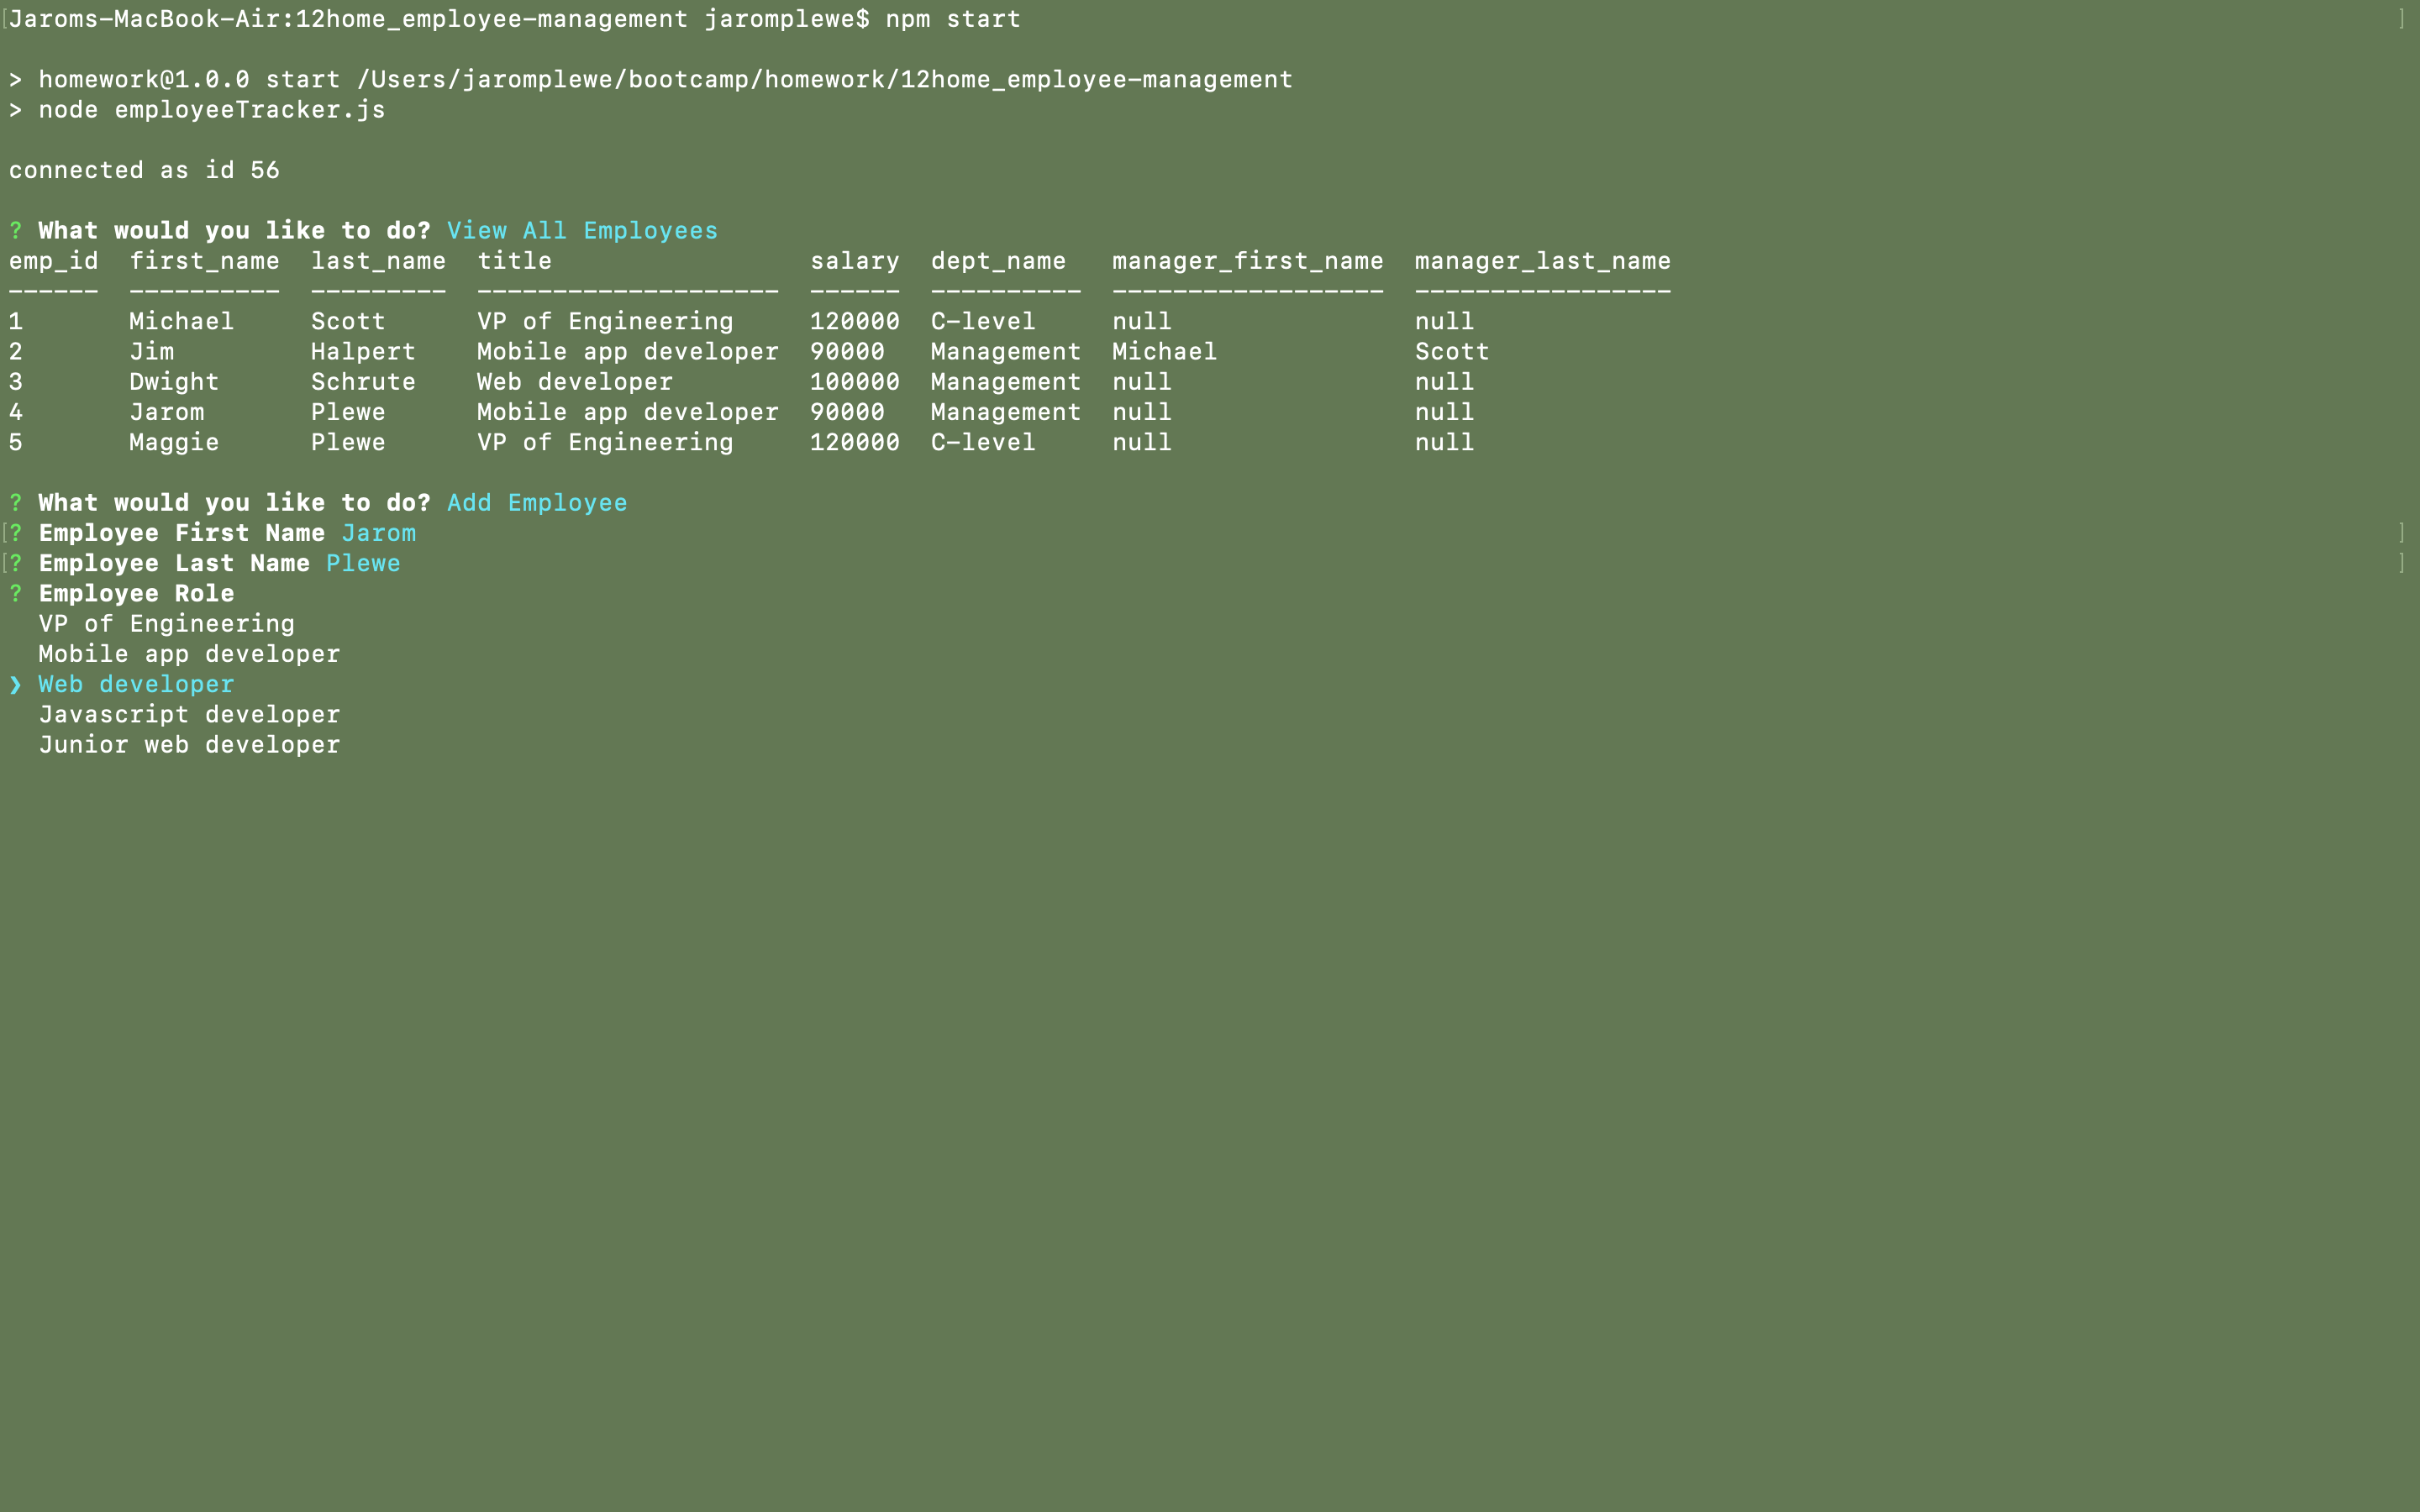 [Jaroms-MacBook-Air:12home_employee-management jaromplewe$ npm start ]
> homework@1.0.0 start /Users/jaromplewe/bootcamp/homework/12home_employee-management
> node employeeTracker.js
connected as id 56
? What would you like to do? View All Employees
emp_id  first_name  last_name  title                 salary  dept_name   manager_first_name  manager_last_name
------  ----------  ---------  --------------------  ------  ----------  ------------------  -----------------
1       Michael     Scott      VP of Engineering     120000  C-level     null                null
2       Jim         Halpert    Mobile app developer  90000   Management  Michael             Scott
3       Dwight      Schrute    Web developer         100000  Management  null                null
4       Jarom       Plewe      Mobile app developer  90000   Management  null                null
5       Maggie      Plewe      VP of Engineering     120000  C-level     null                null
? What would you like to do? Add Employee
[? Employee First Name Jarom ]
[? Employee Last Name Plewe ]
? Employee Role
VP of Engineering
Mobile app developer
❯ Web developer
Javascript developer
Junior web developer